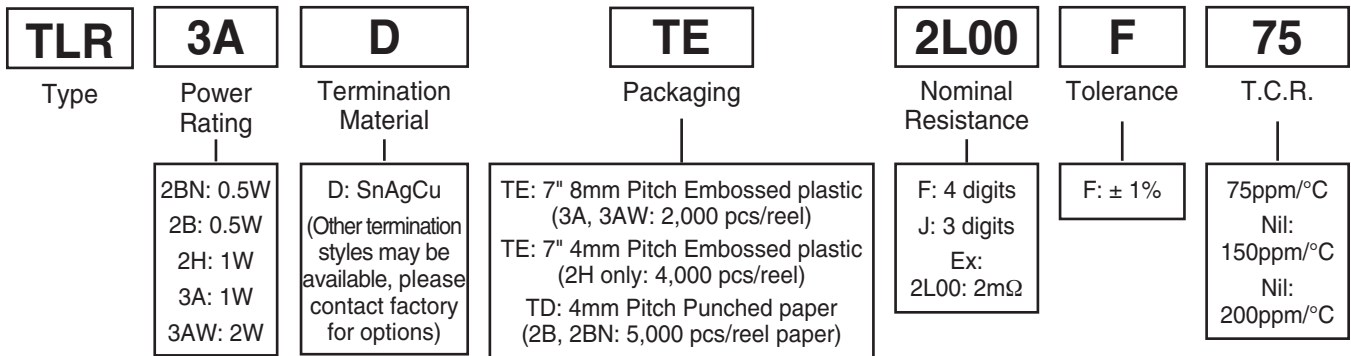 TLR 3A D TE 2L00 F 75
Type
Power
Rating
Termination
Material
Packaging
Nominal
Resistance
Tolerance
T.C.R.
2BN: 0.5W
2B: 0.5W
2H: 1W
3A: 1W
3AW: 2W
D: SnAgCu
(Other termination
styles may be
available, please
contact factory
for options)
TE: 7" 8mm Pitch Embossed plastic
(3A, 3AW: 2,000 pcs/reel)
TE: 7" 4mm Pitch Embossed plastic
(2H only: 4,000 pcs/reel)
TD: 4mm Pitch Punched paper
(2B, 2BN: 5,000 pcs/reel paper)
F: 4 digits
J: 3 digits
Ex:
2L00: 2mΩ
F: ± 1%
75ppm/°C
Nil:
150ppm/°C
Nil:
200ppm/°C